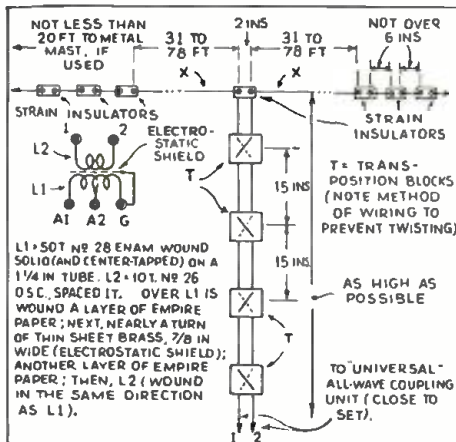 NOT LESS THAN
20 FT TO METAL
MAST, IF
USED
31 TO
78 FT
2 INS
31 TO
78 FT
NOT OVER
6 INS
X
X
STRAIN INSULATORS
STRAIN
INSULATORS
1
2
ELECTRO-
STATIC
SHIELD
L2
L1
A1
A2
G
T
15 INS.
15 INS.
T = TRANS-
POSITION BLOCKS
(NOTE METHOD
OF WIRING TO
PREVENT TWISTING)
L1=50T Nº 28 ENAM WOUND
SOLID (AND CENTER-TAPPED) ON A
1 1/4 IN TUBE. L2=10T. Nº 26
D.S.C., SPACED 1T. OVER L1 IS
WOUND A LAYER OF EMPIRE
PAPER; NEXT, NEARLY A TURN
OF THIN SHEET BRASS, 7/8 IN
WIDE (ELECTROSTATIC SHIELD);
ANOTHER LAYER OF EMPIRE
PAPER; THEN, L2 (WOUND
IN THE SAME DIRECTION
AS L1).
AS HIGH AS
POSSIBLE
T
TO "UNIVERSAL-
ALL-WAVE COUPLING
UNIT (CLOSE TO
SET).
1
2